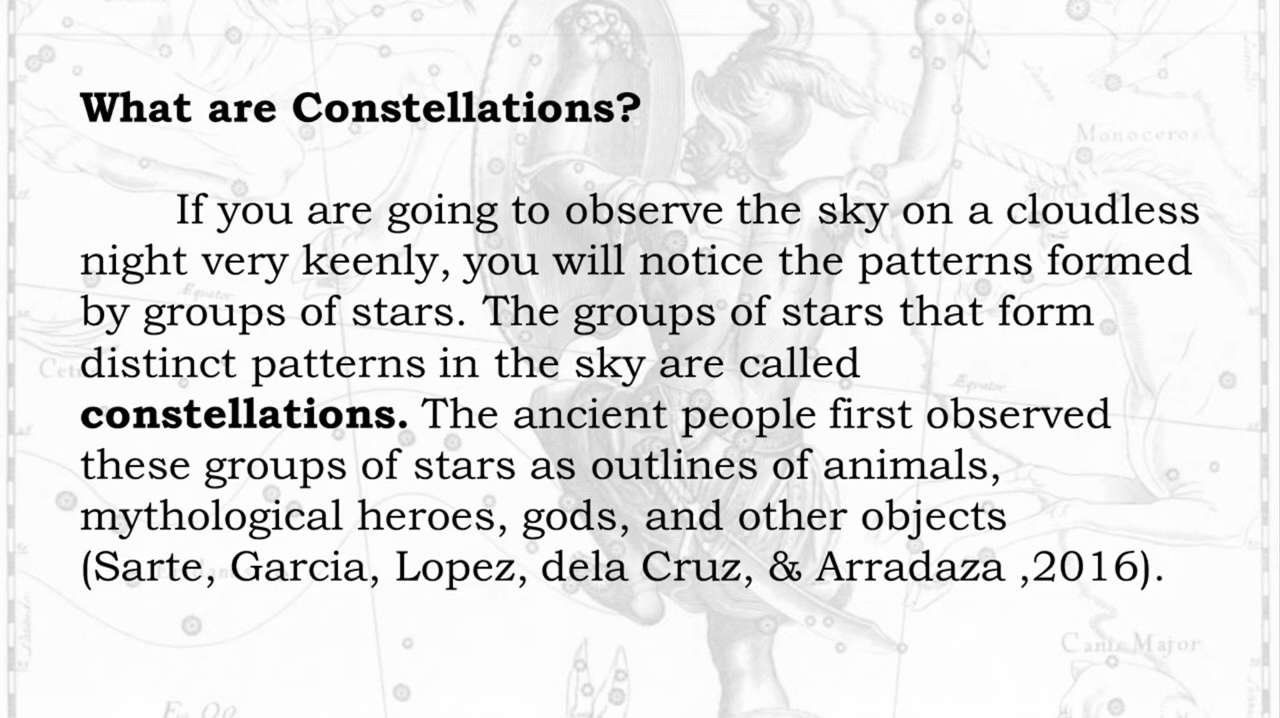 What are Constellations?
If you are going to observe the sky on a cloudless
night very keenly, you will notice the patterns formed
by groups of stars. The groups of stars that form
distinct patterns in the sky are called
constellations. The ancient people first observed
these groups of stars as outlines of animals,
mythological heroes, gods, and other objects
(Sarte, Garcia, Lopez, dela Cruz, & Arradaza ,2016).
Monoceros
Æquator
Canis Major